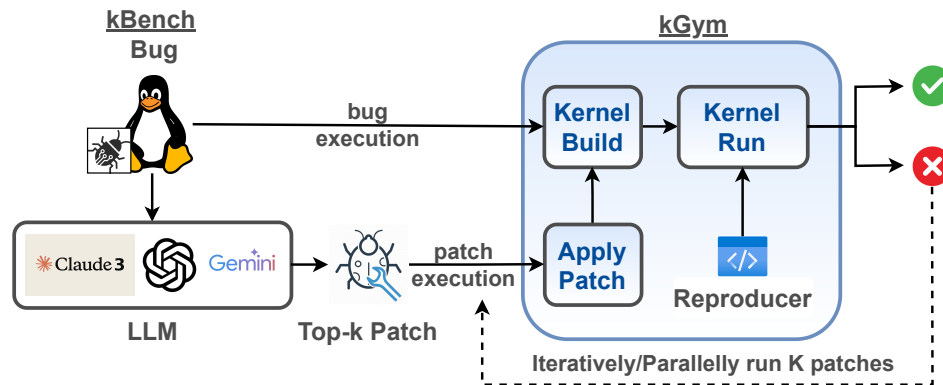 kBench
Bug
kGym
bug
execution
Kernel
Build
Kernel
Run
Claude 3
Gemini
LLM
Top-k Patch
patch
execution
Apply
Patch
</>
Reproducer
Iteratively/Parallelly run K patches